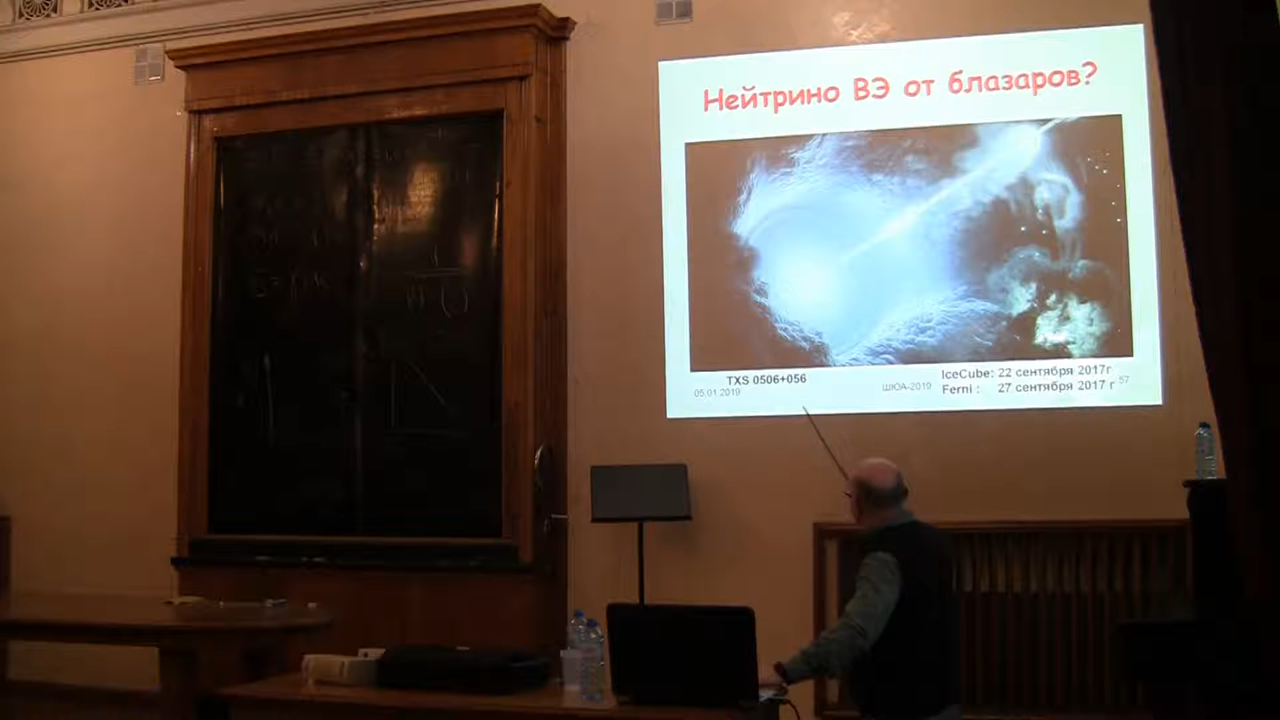 Нейтрино ВЭ от блазаров?
TXS 0506+056
IceCube: 22 сентября 2017г
Fermi : 27 сентября 2017 г
05.01.2019
ШЮА-2019
57